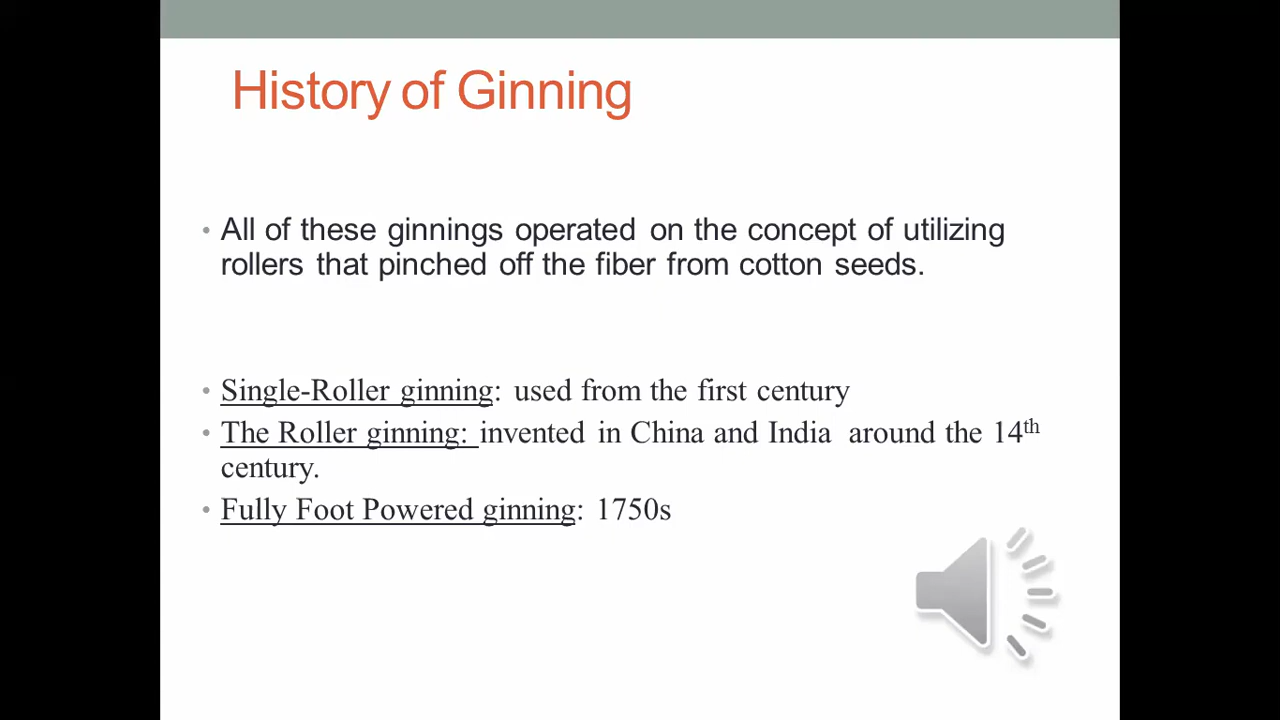 History of Ginning
• All of these ginnings operated on the concept of utilizing
rollers that pinched off the fiber from cotton seeds.
• Single-Roller ginning: used from the first century
• The Roller ginning: invented in China and India around the 14th
century.
• Fully Foot Powered ginning: 1750s